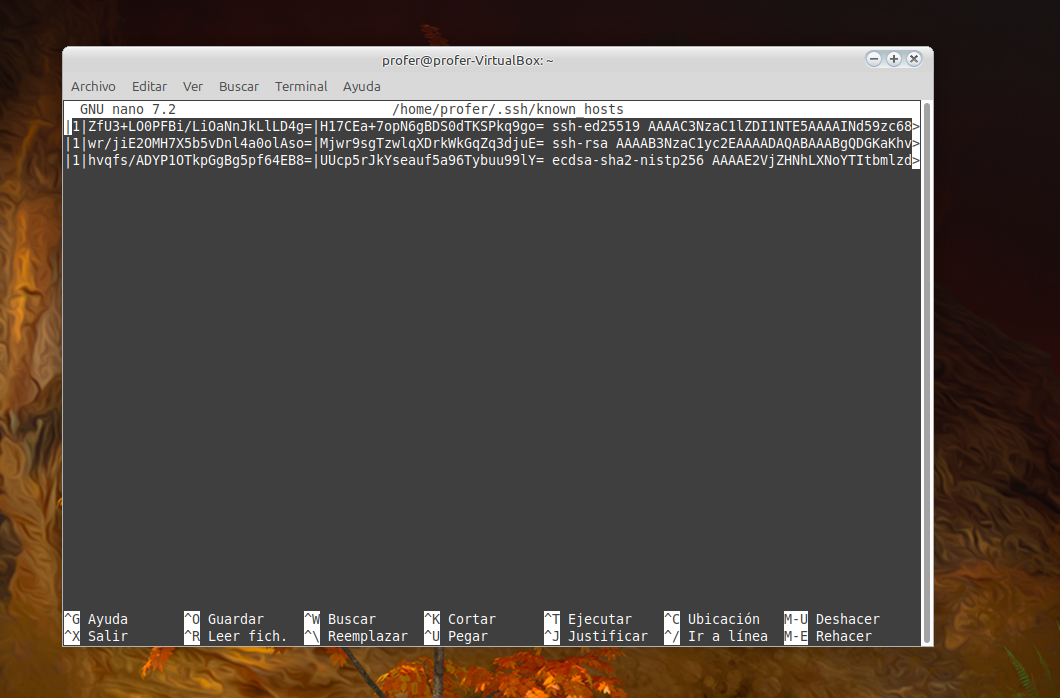 profer@profer-VirtualBox: ~
Archivo Editar Ver Buscar Terminal Ayuda
GNU nano 7.2 /home/profer/.ssh/known_hosts
|1|ZfU3+LO0PFBi/LiOaNnJkLlLD4g=|H17CEa+7opN6gBDS0dTKSPkq9go= ssh-ed25519 AAAAC3NzaC1lZDI1NTE5AAAAINd59zc68>
|1|wr/jiE2OMH7X5b5vDnl4a0olAso=|Mjwr9sgTzwlqXDrkWkGqZq3djuE= ssh-rsa AAAAB3NzaC1yc2EAAAADAQABAAABgQDGKaKhv>
|1|hvqfs/ADYP1OTkpGgBg5pf64EB8=|UUcp5rJkYseauf5a96Tybuu99lY= ecdsa-sha2-nistp256 AAAAE2VjZHNhLXNoYTItbmlzd>
^G Ayuda ^O Guardar ^W Buscar ^K Cortar ^T Ejecutar ^C Ubicación M-U Deshacer
^X Salir ^R Leer fich. ^\ Reemplazar ^U Pegar ^J Justificar ^/ Ir a línea M-E Rehacer